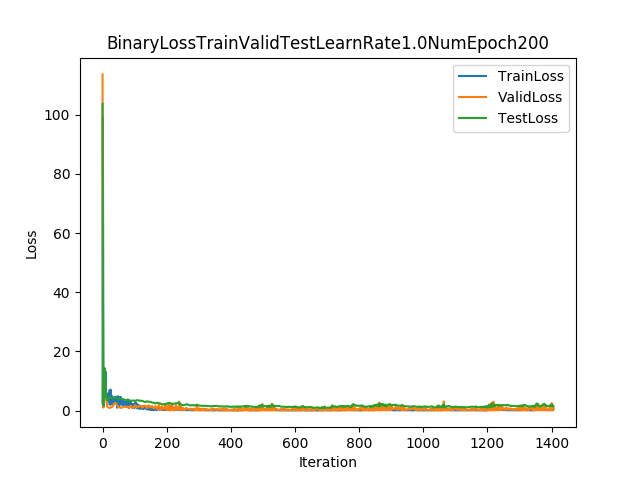 BinaryLossTrainValidTestLearnRate1.0NumEpoch200
TrainLoss
ValidLoss
TestLoss
Loss
100
80
60
40
20
0
0 200 400 600 800 1000 1200 1400
Iteration